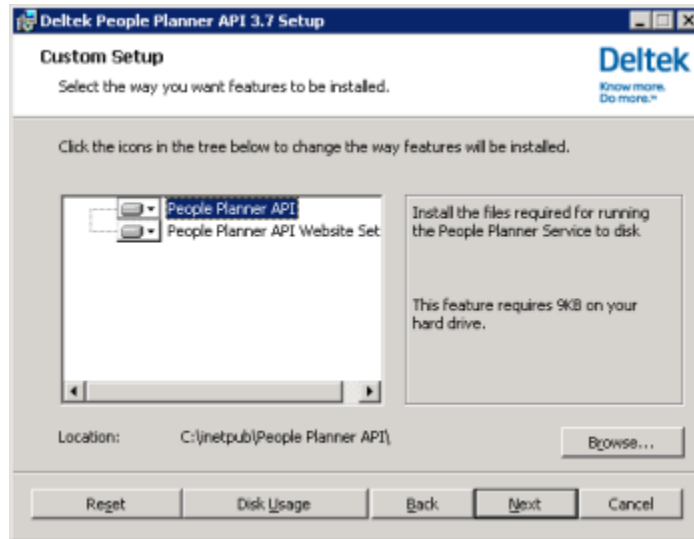 Deltek People Planner API 3.7 Setup
Custom Setup
Select the way you want features to be installed.
Deltek
Know more.
Do more.™
Click the icons in the tree below to change the way features will be installed.
People Planner API
People Planner API Website Set
Install the files required for running
the People Planner Service to disk
This feature requires 9KB on your
hard drive.
Location: C:\inetpub\People Planner API\
Browse...
Reset Disk Usage Back Next Cancel